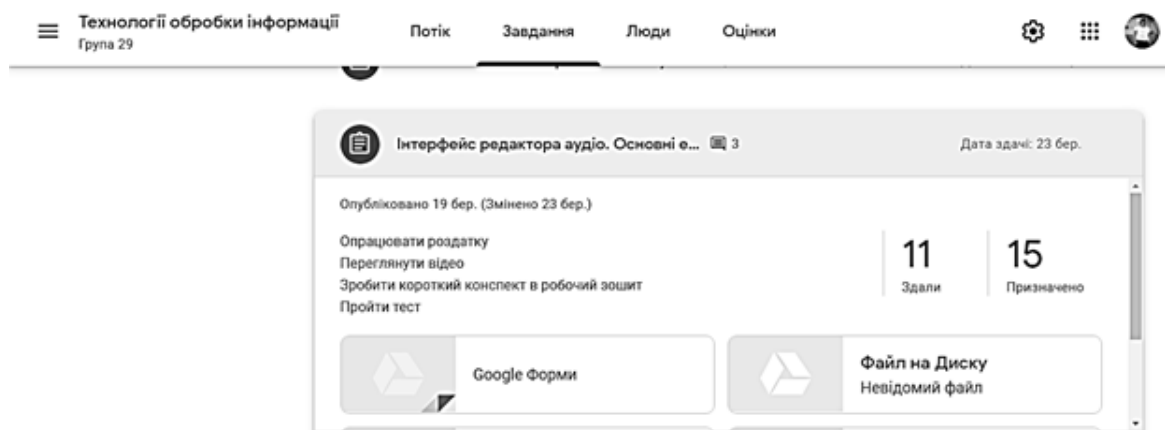 Технології обробки інформації
Група 29
Потік Завдання Люди Оцінки
Інтерфейс редактора аудіо. Основні е... 3 Дата здачі: 23 бер.
Опубліковано 19 бер. (Змінено 23 бер.)
Опрацювати роздатку
Переглянути відео
Зробити короткий конспект в робочий зошит
Пройти тест
11 15
Здали Призначено
Google Форми
Файл на Диску
Невідомий файл